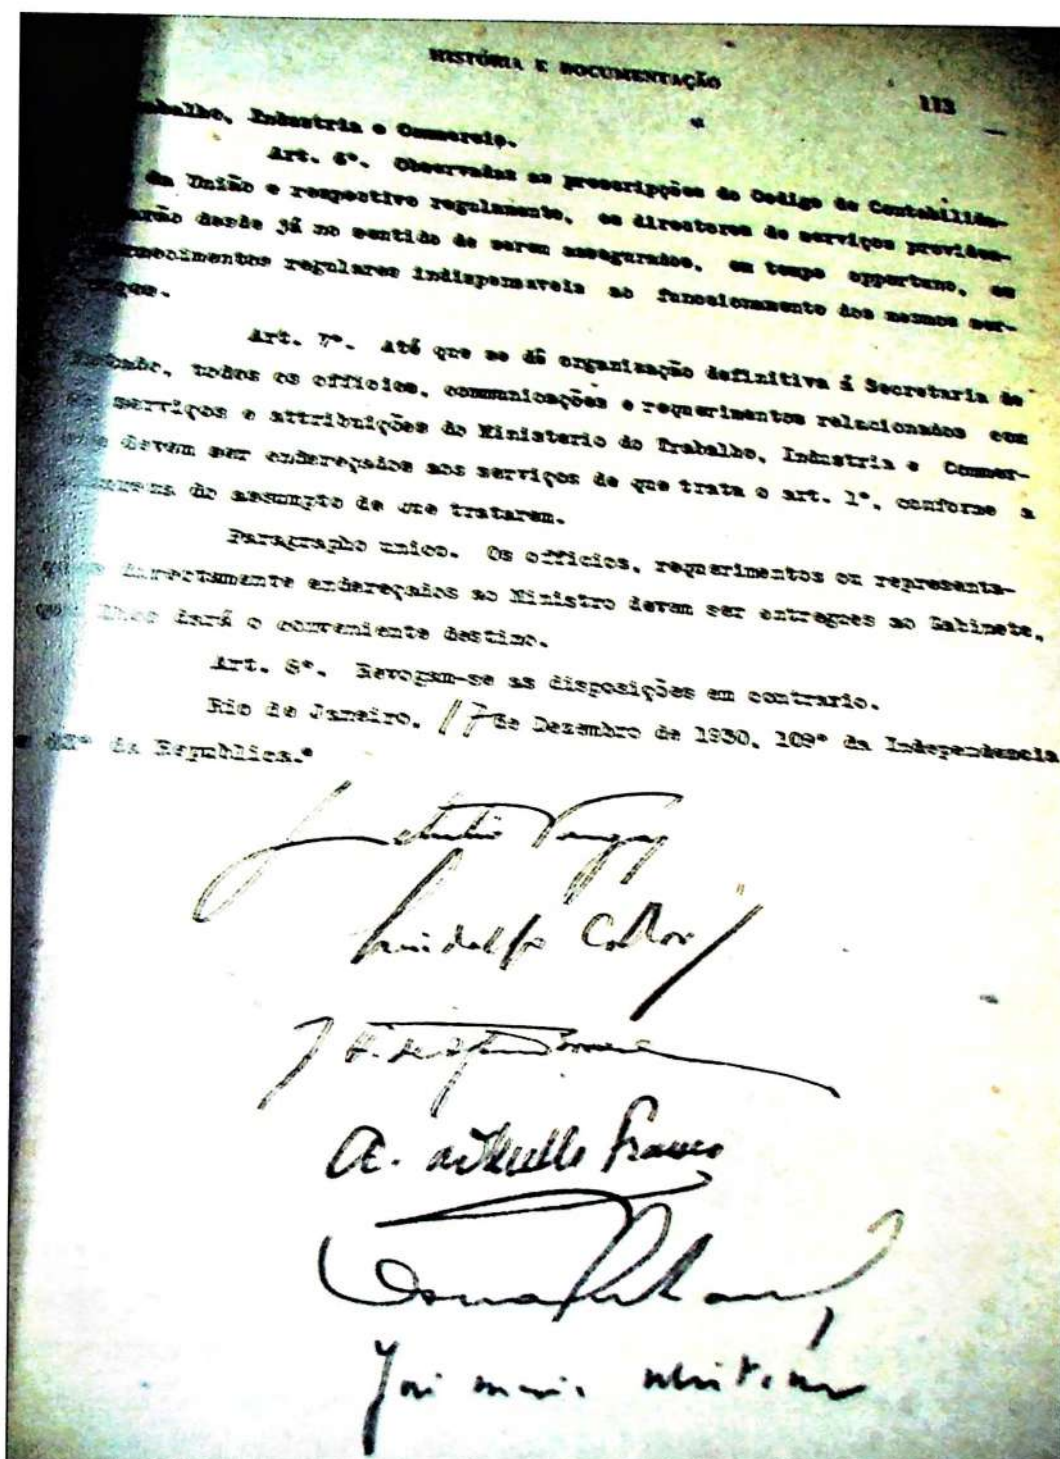 HISTÓRIA E DOCUMENTAÇÃO
113
abalho, Industria e Commercio.
Art. 6º. Observadas as prescripções do Codigo de Contabilida-
da União e respectivo regulamento, os directores de serviços providen-
arão desde já no sentido de serem assegurados, em tempo opportuno, os
regulares indispensaveis ao funccionamento dos mesmos ser-
Art. 7º. Até que se dê organização definitiva á Secretaria de
Estado, todos os officios, communicações e requerimentos relacionados com
serviços e attribuições do Ministerio do Trabalho, Industria e Commer-
devem ser endereçados aos serviços de que trata o art. 1º, conforme a
do assumpto de que tratarem.
Paragrapho unico. Os officios, requerimentos ou representa-
directamente endereçados ao Ministro devem ser entregues ao Gabinete,
lhes dará o conveniente destino.
Art. 8º. Revogam-se as disposições em contrario.
Rio de Janeiro, 17 de Dezembro de 1930, 109º da Independencia
da Republica."
Getulio Vargas
Lindolfo Collor
A. de Mello Franco
Oswaldo Aranha
José Maria Whitaker